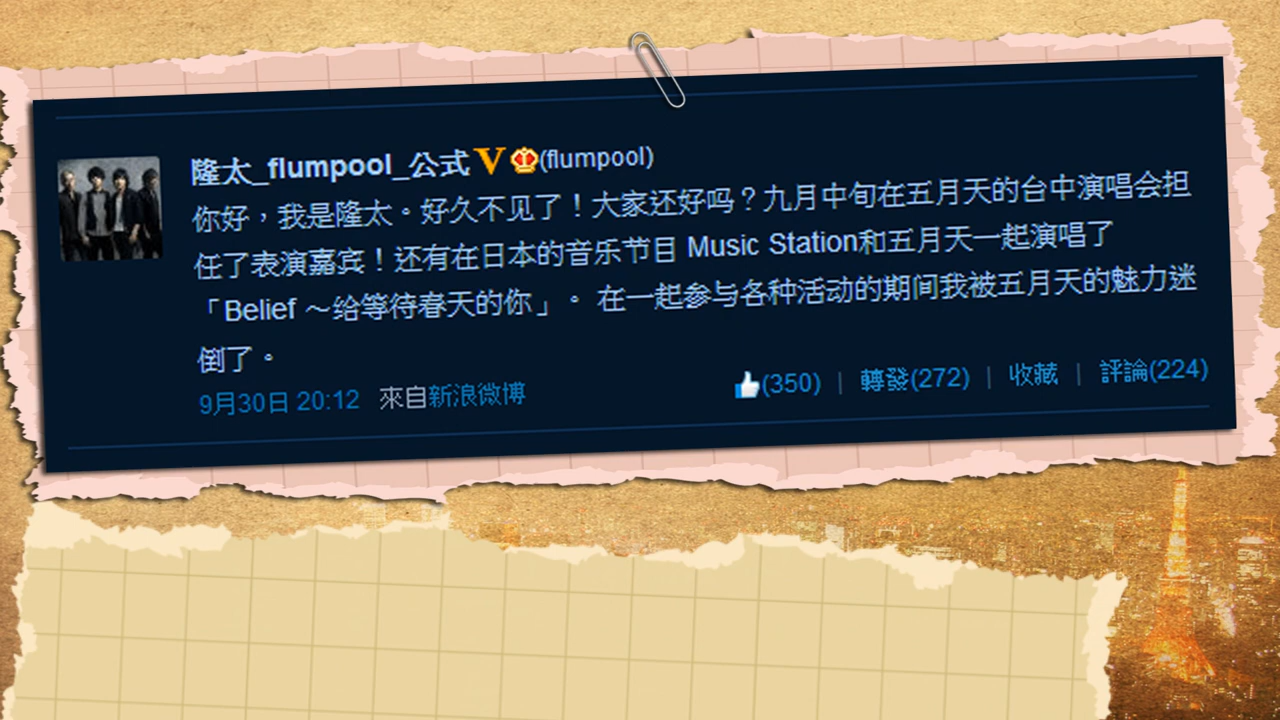 隆太_flumpool_公式V(flumpool)
你好，我是隆太。好久不见了！大家还好吗？九月中旬在五月天的台中演唱会担
任了表演嘉宾！还有在日本的音乐节目 Music Station和五月天一起演唱了
「Belief ～给等待春天的你」。 在一起参与各种活动的期间我被五月天的魅力迷
倒了。
9月30日 20:12 來自新浪微博 (350) | 轉發(272) | 收藏 | 評論(224)